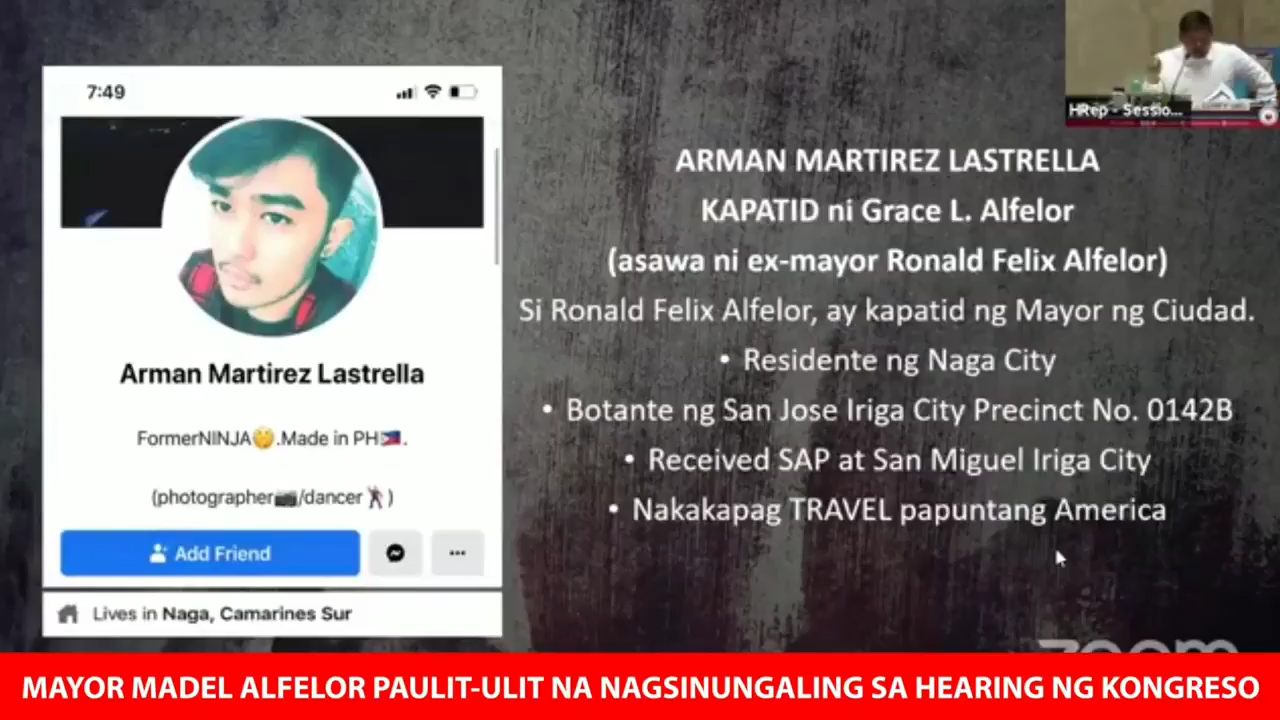 7:49
HRep - Sessio...
Arman Martirez Lastrella
FormerNINJA🤫.Made in PH🇵🇭.
(photographer📷/dancer🕺)
Add Friend
Lives in Naga, Camarines Sur
ARMAN MARTIREZ LASTRELLA
KAPATID ni Grace L. Alfelor
(asawa ni ex-mayor Ronald Felix Alfelor)
Si Ronald Felix Alfelor, ay kapatid ng Mayor ng Ciudad.
• Residente ng Naga City
• Botante ng San Jose Iriga City Precinct No. 0142B
• Received SAP at San Miguel Iriga City
• Nakakapag TRAVEL papuntang America
zoom
MAYOR MADEL ALFELOR PAULIT-ULIT NA NAGSINUNGALING SA HEARING NG KONGRESO